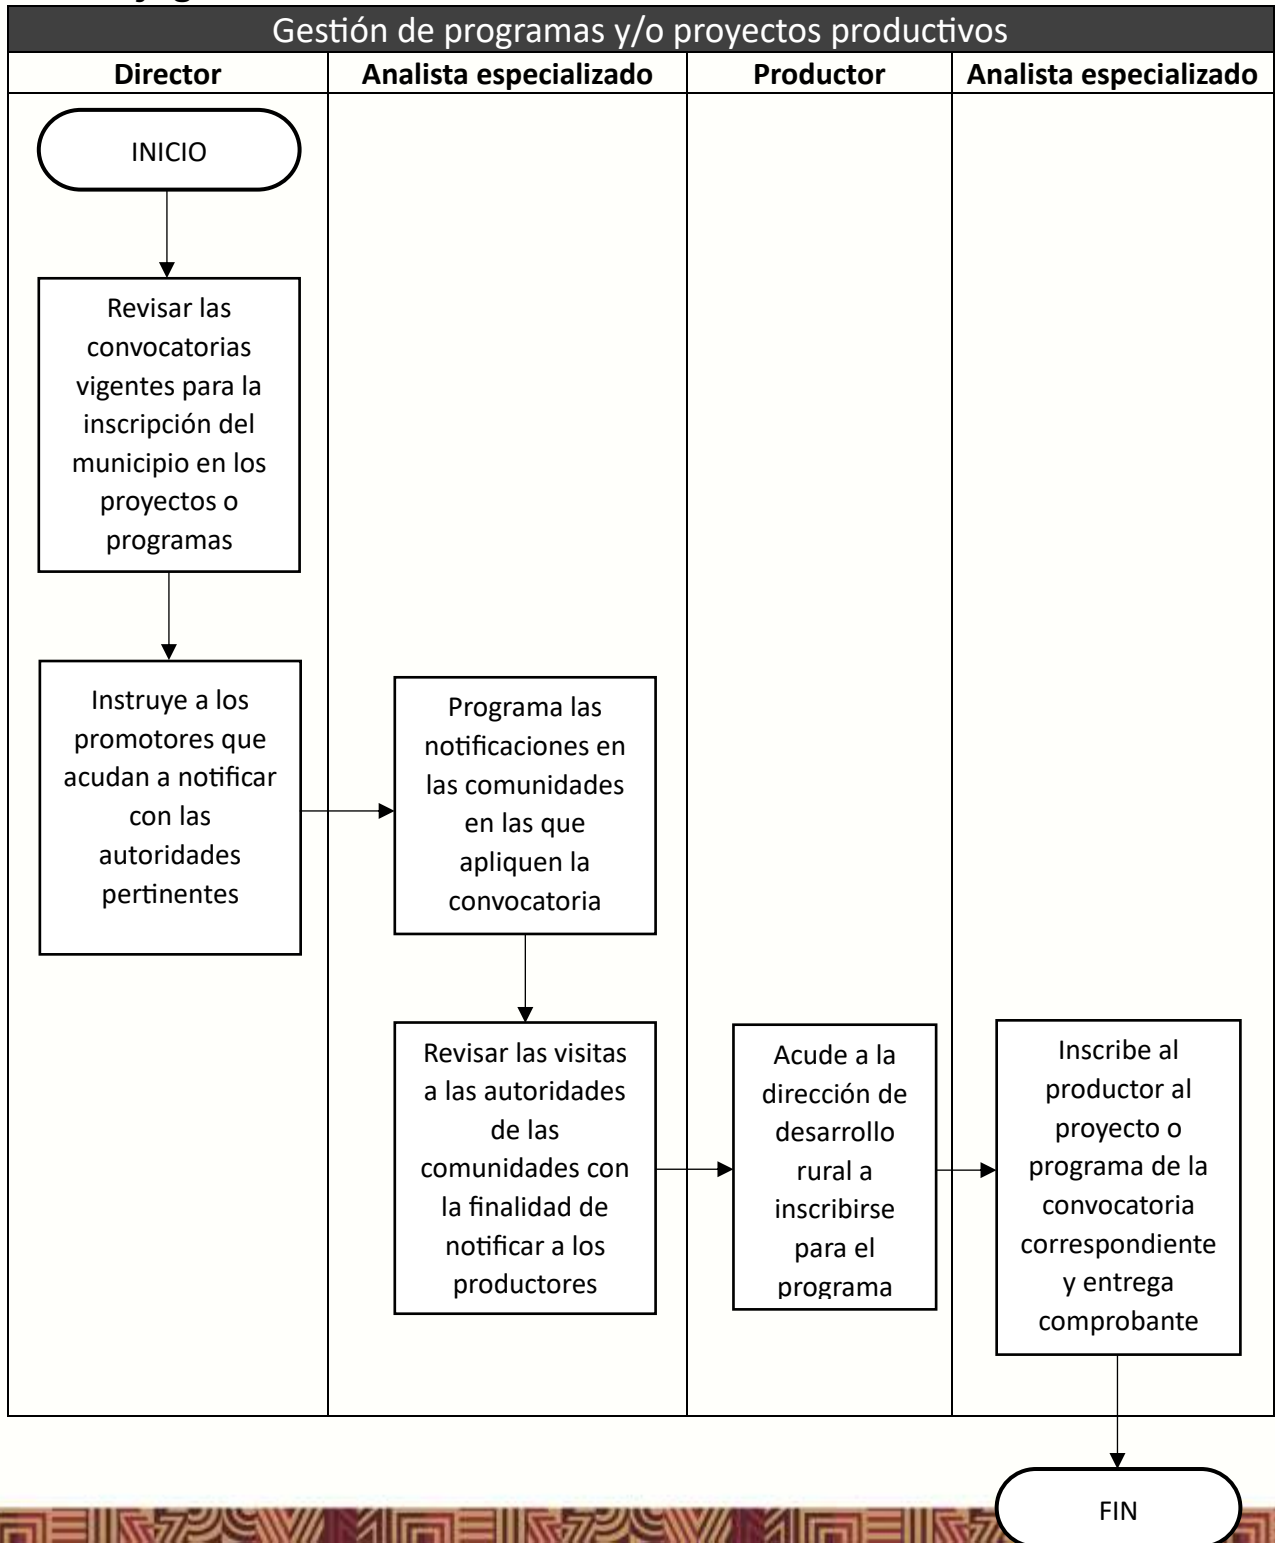 Gestión de programas y/o proyectos productivos
Director
Analista especializado
Productor
Analista especializado
INICIO
Revisar las
convocatorias
vigentes para la
inscripción del
municipio en los
proyectos o
programas
Instruye a los
promotores que
acudan a notificar
con las
autoridades
pertinentes
Programa las
notificaciones en
las comunidades
en las que
apliquen la
convocatoria
Revisar las visitas
a las autoridades
de las
comunidades con
la finalidad de
notificar a los
productores
Acude a la
dirección de
desarrollo
rural a
inscribirse
para el
programa
Inscribe al
productor al
proyecto o
programa de la
convocatoria
correspondiente
y entrega
comprobante
FIN